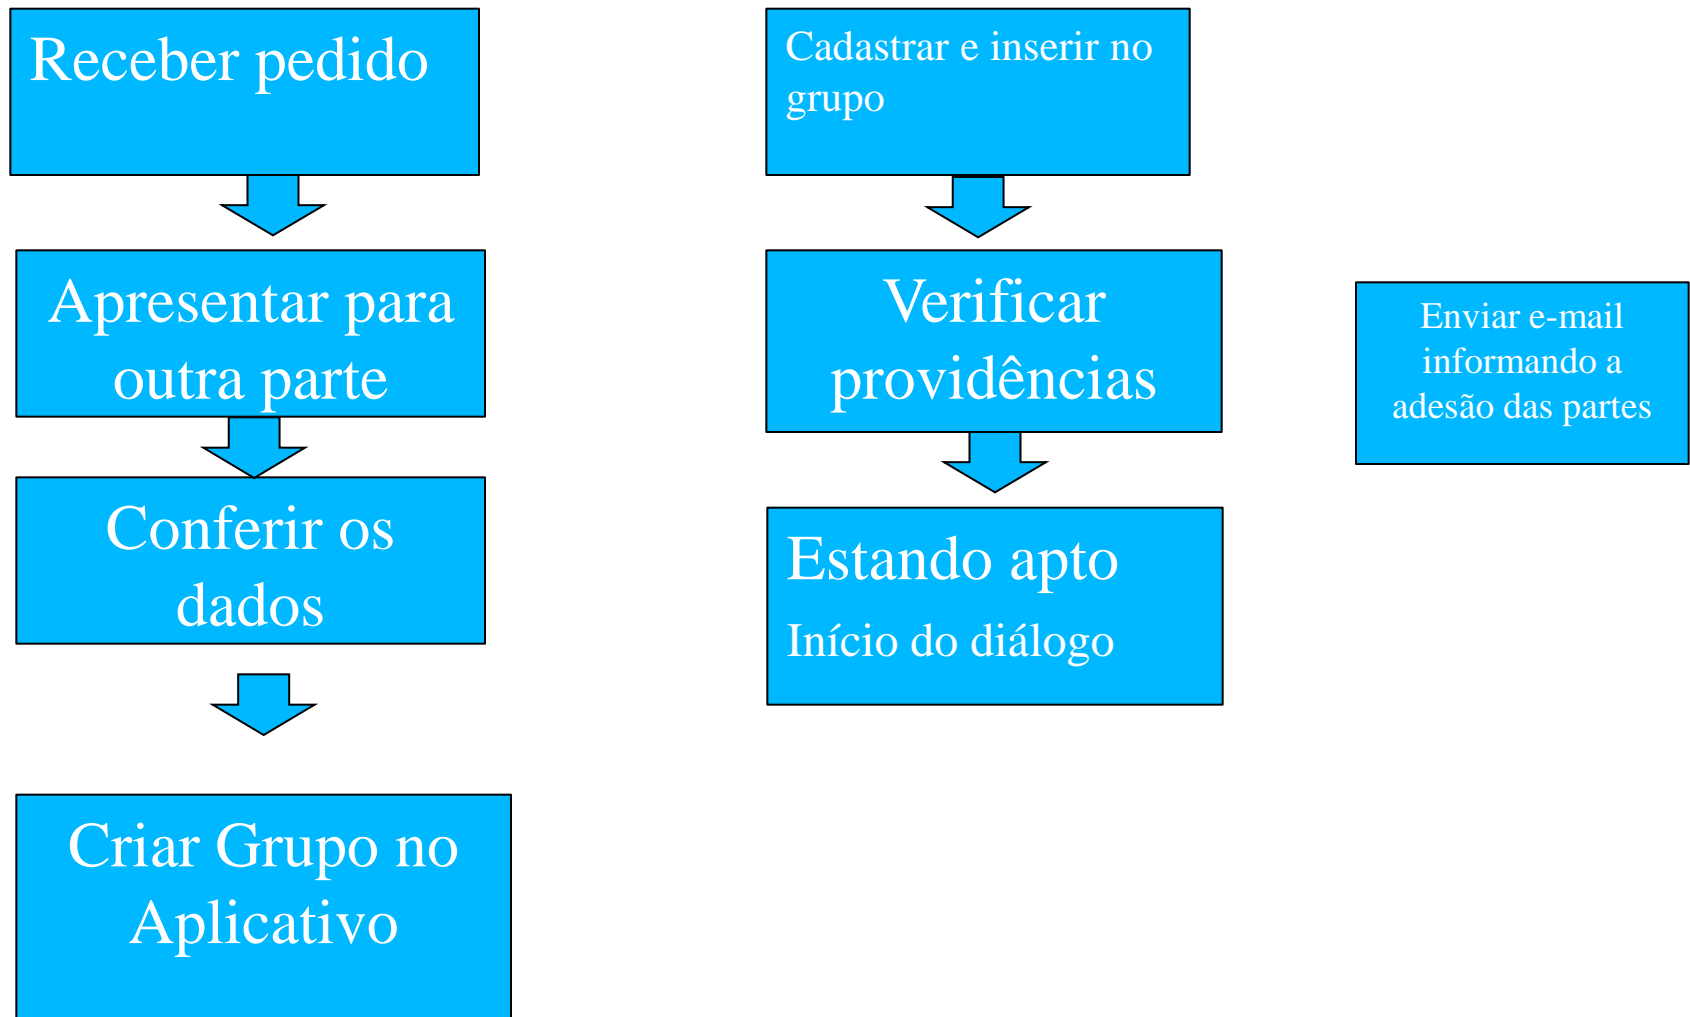 Receber pedido
Apresentar para
outra parte
Conferir os
dados
Criar Grupo no
Aplicativo
Cadastrar e inserir no
grupo
Verificar
providências
Estando apto
Início do diálogo
Enviar e-mail
informando a
adesão das partes